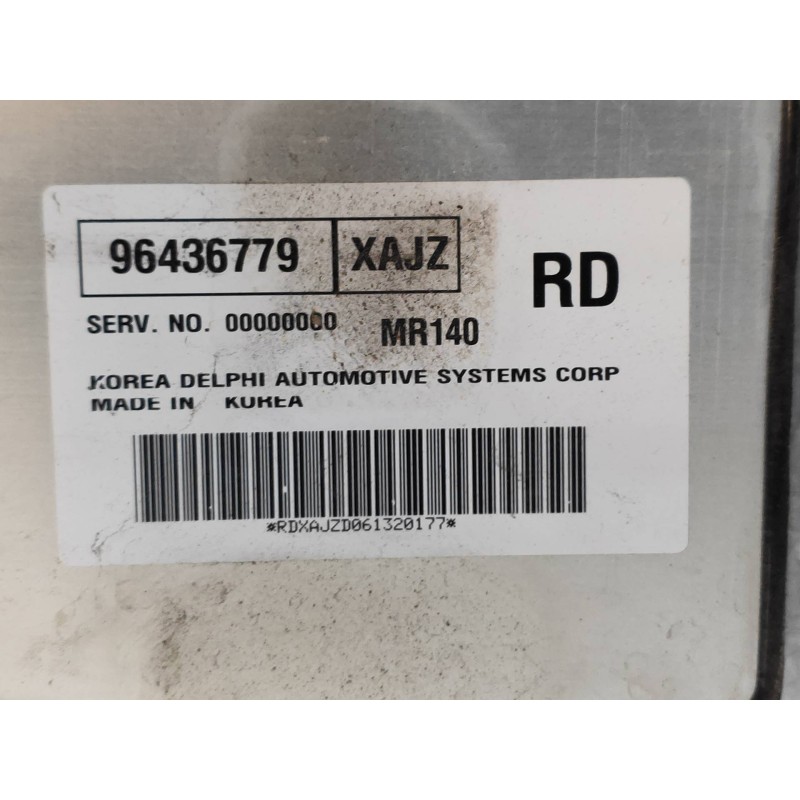 96436779 XAJZ RD
SERV. NO. 00000000 MR140
KOREA DELPHI AUTOMOTIVE SYSTEMS CORP
MADE IN KOREA
*RDXAJZD061320177*